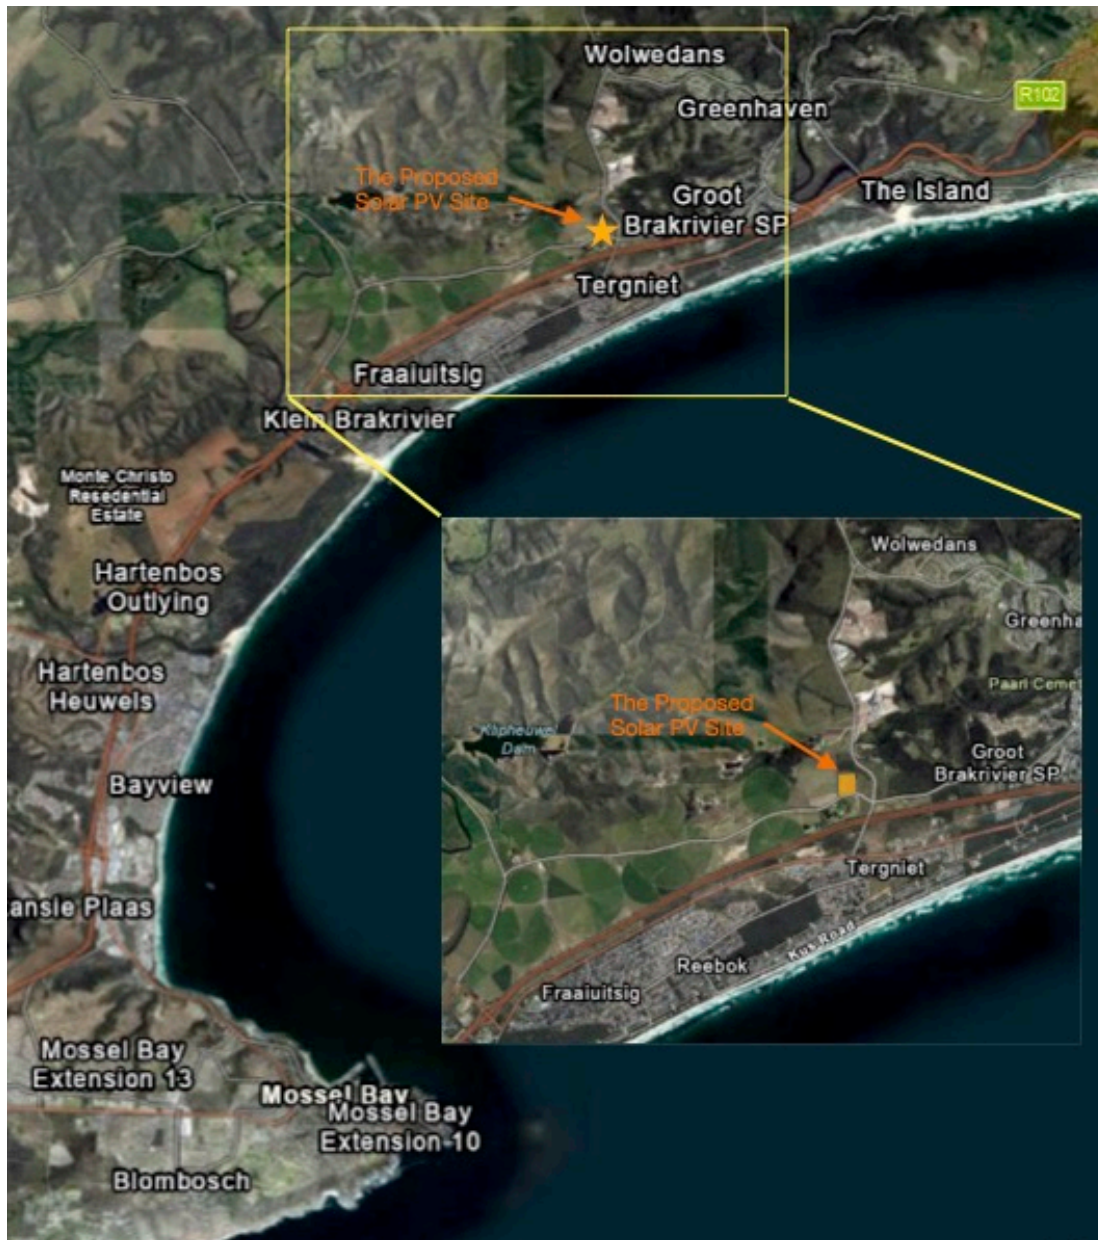 Wolwedans
Greenhaven
R102
The Proposed
Solar PV Site
Groot
Brakrivier SP
The Island
Tergniet
Fraaiuitsig
Klein Brakrivier
Monte Christo
Resedential
Estate
Hartenbos
Outlying
Hartenbos
Heuwels
Bayview
ansie Plaas
Mossel Bay
Extension 13
Mossel Bay
Mossel Bay
Extension 10
Blombosch
Wolwedans
Greenha
Paarl Cemet
The Proposed
Solar PV Site
Klipheuwel
Dam
Groot
Brakrivier SP
Tergniet
Kus Road
Reebok
Fraaiuitsig